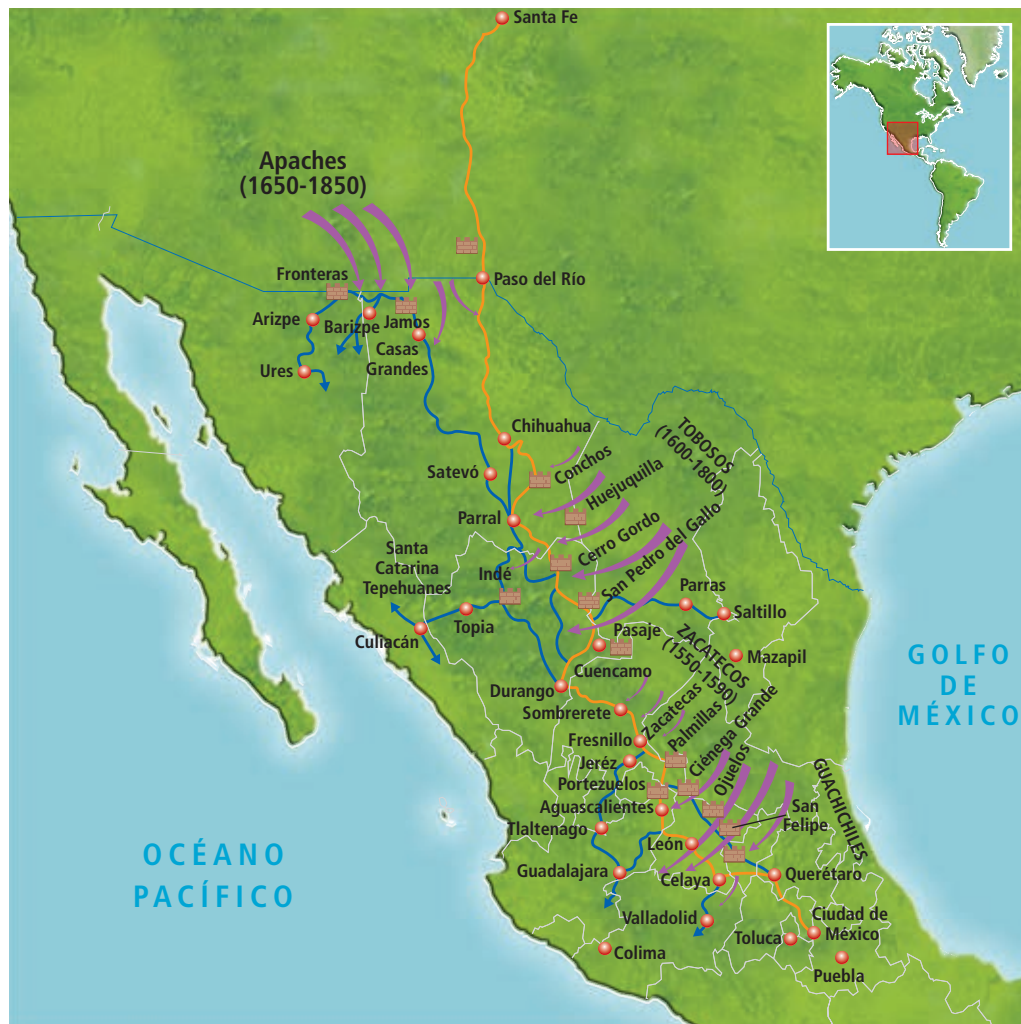 Santa Fe
Apaches
(1650-1850)
Fronteras
Paso del Río
Arizpe
Barizpe
Jamos
Casas
Grandes
Ures
Chihuahua
TOBOSOS
(1600-1800)
Conchos
Satevó
Huejuquilla
Parral
Cerro Gordo
San Pedro del Gallo
Santa
Catarina
Tepehuanes
Indé
Parras
Saltillo
Topia
Culiacán
Pasaje
ZACATECOS
(1550-1590)
Mazapil
Cuencamo
GOLFO
DE
MÉXICO
Durango
Sombrerete
Zacatecas
Fresnillo
Palmillas
Ciénega Grande
Jeréz
Ojuelos
GUACHICHILES
Portezuelos
Aguascalientes
San
Felipe
Tlaltenago
León
OCÉANO
PACÍFICO
Guadalajara
Celaya
Querétaro
Valladolid
Ciudad de
México
Toluca
Colima
Puebla